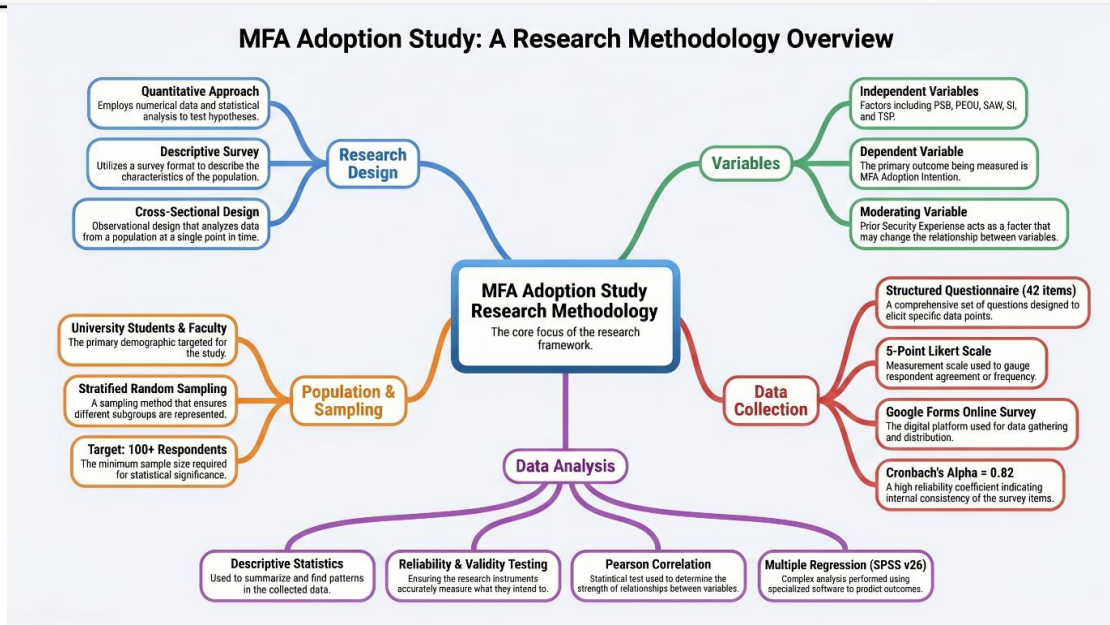 MFA Adoption Study: A Research Methodology Overview
Quantitative Approach
Employs numerical data and statistical
analysis to test hypotheses.
Descriptive Survey
Utilizes a survey format to describe the
characteristics of the population.
Cross-Sectional Design
Observational design that analyzes data
from a population at a single point in time.
Research
Design
Variables
Independent Variables
Factors including PSB, PEOU, SAW, SI,
and TSP.
Dependent Variable
The primary outcome being measured is
MFA Adoption Intention.
Moderating Variable
Prior Security Experiense acts as a facter that
may change the relationship between variables.
MFA Adoption Study
Research Methodology
The core focus of the research
framework.
University Students & Faculty
The primary demographic targeted for
the study.
Stratified Random Sampling
A sampling method that ensures
different subgroups are represented.
Target: 100+ Respondents
The minimum sample size required
for statistical significance.
Population &
Sampling
Data
Collection
Structured Questionnaire (42 items)
A comprehensive set of questions designed to
elicit specific data points.
5-Point Likert Scale
Measurement scale used to gauge
respondent agreement or frequency.
Google Forms Online Survey
The digital platform used for data gathering
and distribution.
Cronbach's Alpha = 0.82
A high reliability coefficient indicating
internal consistency of the survey items.
Data Analysis
Descriptive Statistics
Used to summarize and find patterns
in the collected data.
Reliability & Validity Testing
Ensuring the research instruments
accurately measure what they intend to.
Pearson Correlation
Statistical test used to determine the
strength of relationships between variables.
Multiple Regression (SPSS v26)
Complex analysis performed using
specialized software to prodict outcomes.